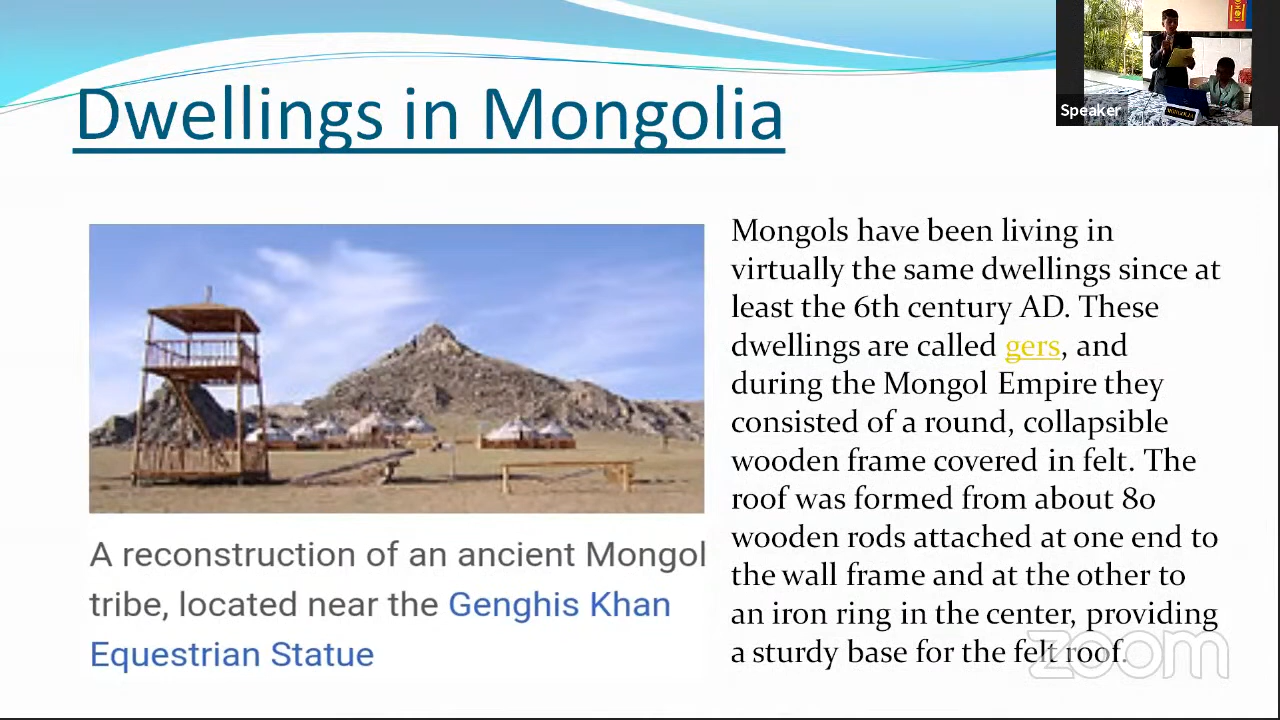 Dwellings in Mongolia
Speaker
Mongols have been living in
virtually the same dwellings since at
least the 6th century AD. These
dwellings are called gers, and
during the Mongol Empire they
consisted of a round, collapsible
wooden frame covered in felt. The
roof was formed from about 80
wooden rods attached at one end to
the wall frame and at the other to
an iron ring in the center, providing
a sturdy base for the felt roof.
A reconstruction of an ancient Mongol
tribe, located near the Genghis Khan
Equestrian Statue
zoom